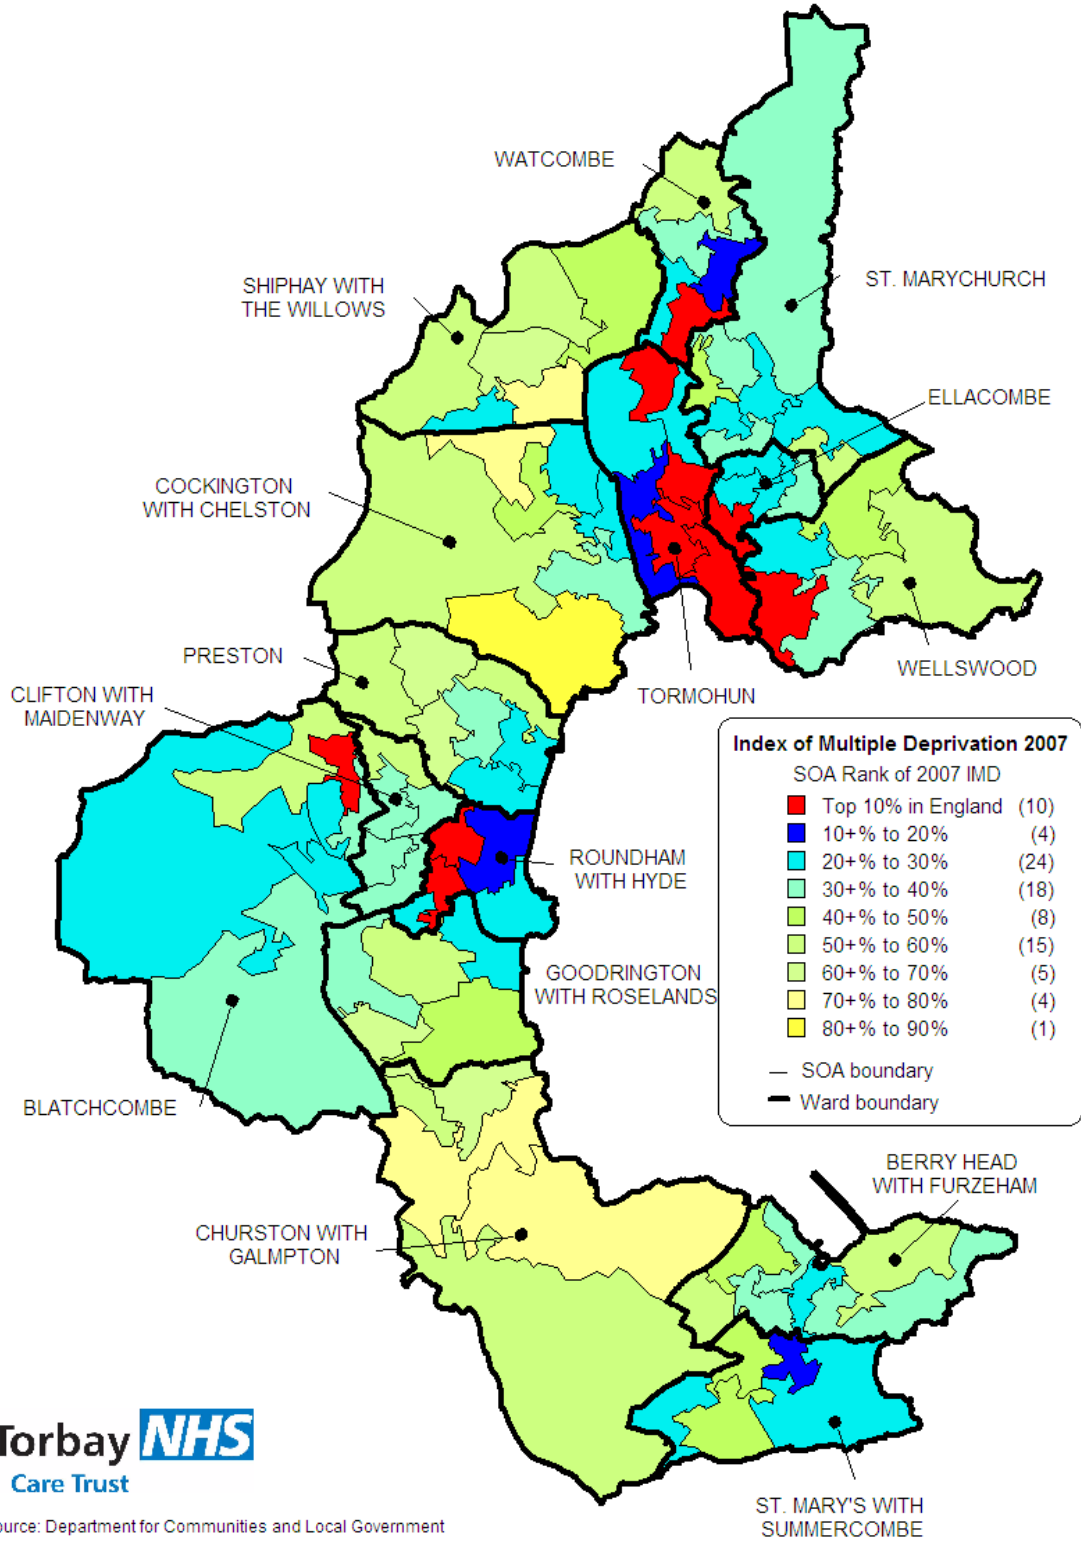 WATCOMBE
SHIPHAY WITH
THE WILLOWS
ST. MARYCHURCH
ELLACOMBE
COCKINGTON
WITH CHELSTON
PRESTON
WELLSWOOD
TORMOHUN
CLIFTON WITH
MAIDENWAY
Index of Multiple Deprivation 2007
SOA Rank of 2007 IMD
Top 10% in England (10)
10+% to 20% (4)
20+% to 30% (24)
30+% to 40% (18)
40+% to 50% (8)
50+% to 60% (15)
60+% to 70% (5)
70+% to 80% (4)
80+% to 90% (1)
SOA boundary
Ward boundary
ROUNDHAM
WITH HYDE
GOODRINGTON
WITH ROSELANDS
BLATCHCOMBE
BERRY HEAD
WITH FURZEHAM
CHURSTON WITH
GALMPTON
Torbay NHS
Care Trust
ST. MARY'S WITH
SUMMERCOMBE
ource: Department for Communities and Local Government